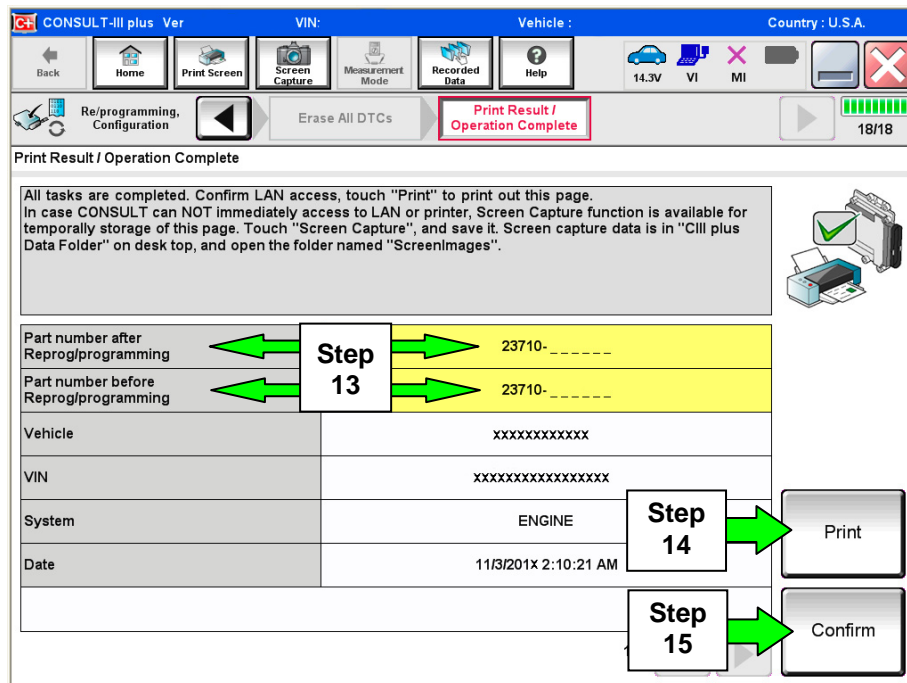 CONSULT-III plus Ver VIN: Vehicle : Country : U.S.A.
Back Home Print Screen Screen Capture Measurement Mode Recorded Data Help 14.3V VI MI
Re/programming, Configuration Erase All DTCs Print Result / Operation Complete 18/18
Print Result / Operation Complete
All tasks are completed. Confirm LAN access, touch "Print" to print out this page.
In case CONSULT can NOT immediately access to LAN or printer, Screen Capture function is available for
temporally storage of this page. Touch "Screen Capture", and save it. Screen capture data is in "CIII plus
Data Folder" on desk top, and open the folder named "ScreenImages".
Part number after
Reprog/programming
23710-_ _ _ _ _ _
Step
13
Part number before
Reprog/programming
23710-_ _ _ _ _ _
Vehicle xxxxxxxxxxxx
VIN xxxxxxxxxxxxxxxxx
System ENGINE
Step
14
Print
Date 11/3/201x 2:10:21 AM
Step
15
Confirm